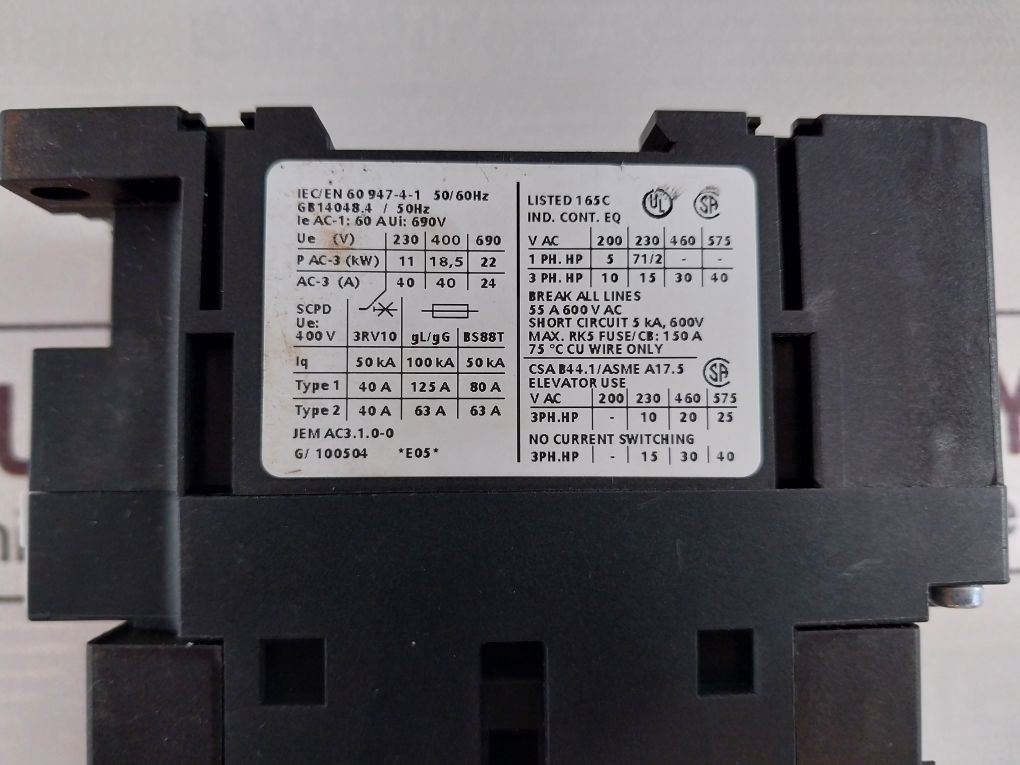 IEC/EN 60 947-4-1 50/60Hz
GB14048.4 / 50Hz
Ie AC-1: 60 A Ui: 690V
Ue (V) 230 400 690
P AC-3 (kW) 11 18,5 22
AC-3 (A) 40 40 24
SCPD
Ue:
400 V 3RV10 gL/gG BS88T
Iq 50 kA 100 kA 50 kA
Type 1 40 A 125 A 80 A
Type 2 40 A 63 A 63 A
JEM AC3.1.0-0
G/ 100504 *E05*
LISTED 165C UL SA
IND. CONT. EQ
V AC 200 230 460 575
1 PH. HP 5 71/2 - -
3 PH. HP 10 15 30 40
BREAK ALL LINES
55 A 600 V AC
SHORT CIRCUIT 5 kA, 600V
MAX. RK5 FUSE/CB: 150 A
75 °C CU WIRE ONLY
CSA B44.1/ASME A17.5 SA
ELEVATOR USE
V AC 200 230 460 575
3PH.HP - 10 20 25
NO CURRENT SWITCHING
3PH.HP - 15 30 40